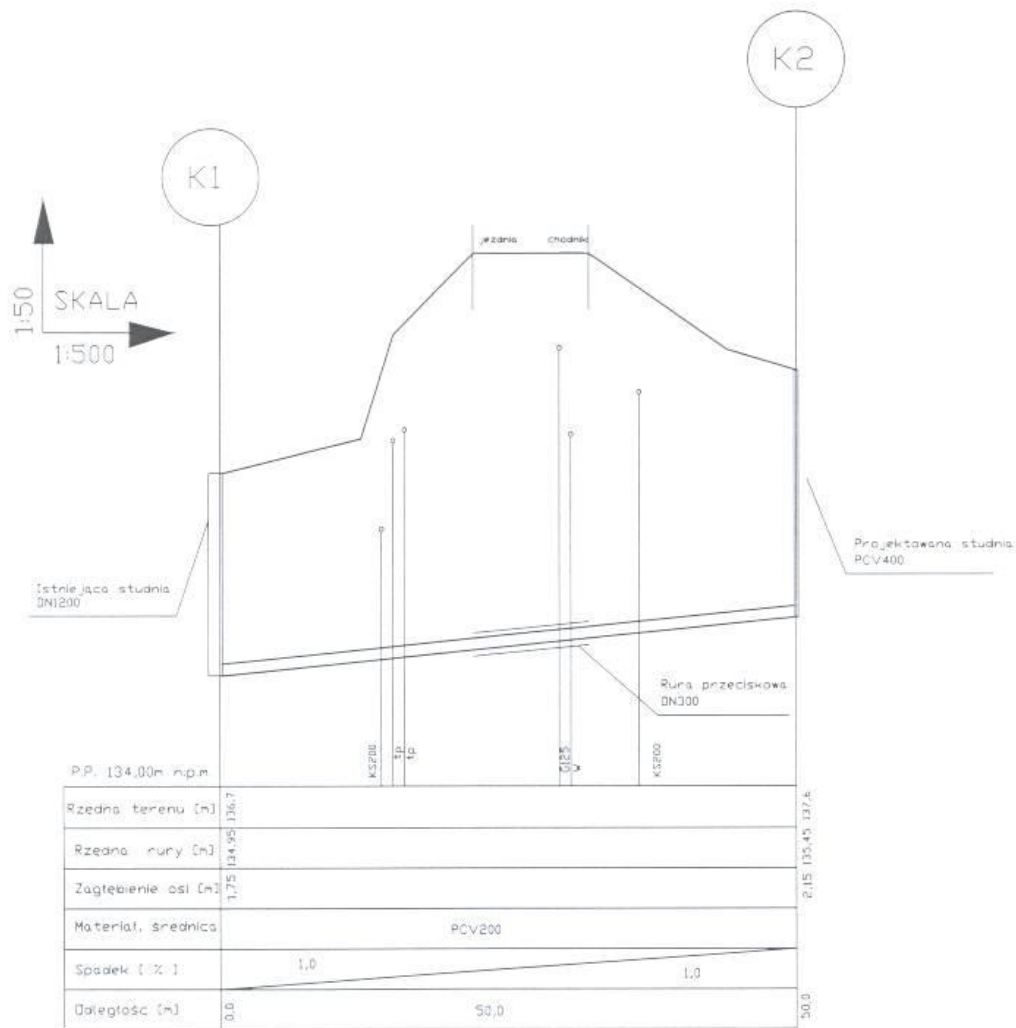 K2
K1
jezdnia chodnik
1:50
SKALA
1:500
Projektowana studnia
PCV400
Istniejąca studnia
DN1200
Rura przeciskowa
DN300
KS200
tp
tp
G125
W
KS200
P.P. 134,00m n.p.m.
Rzędna terenu [m] 136,7 137,6
Rzędna rury [m] 134,95 135,45
Zagłębienie osi [m] 1,75 2,15
Materiał, średnica PCV200
Spadek [ % ] 1,0 1,0
Odległość [m] 0,0 50,0 50,0